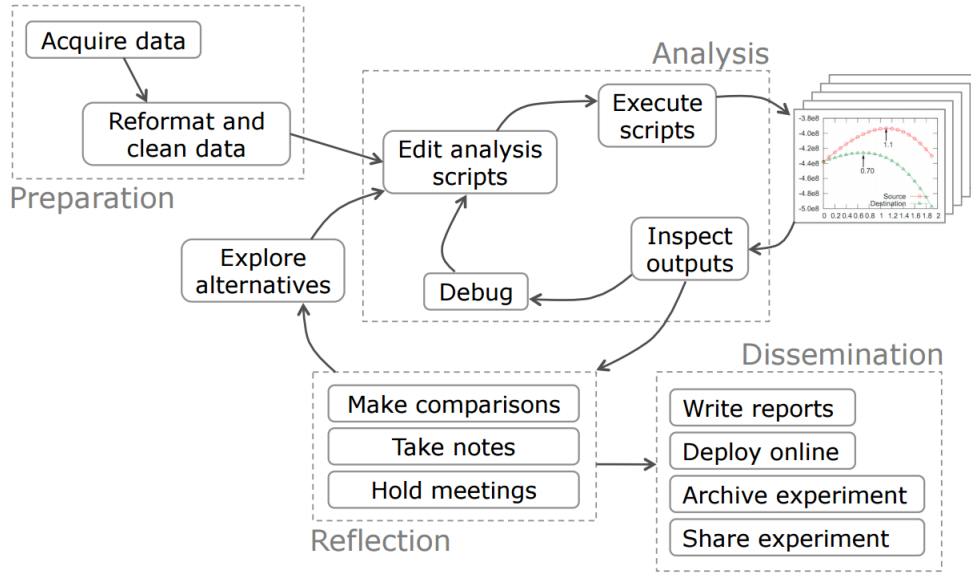 Acquire data
Reformat and
clean data
Preparation
Analysis
Edit analysis
scripts
Execute
scripts
-3.8e8
-4.0e8
-4.2e8
-4.4e8
-4.6e8
-4.8e8
-5.0e8
1.1
0.70
Source
Destination
0 0.2 0.4 0.6 0.8 1 1.2 1.4 1.6 1.8 2
Inspect
outputs
Debug
Explore
alternatives
Make comparisons
Take notes
Hold meetings
Reflection
Dissemination
Write reports
Deploy online
Archive experiment
Share experiment